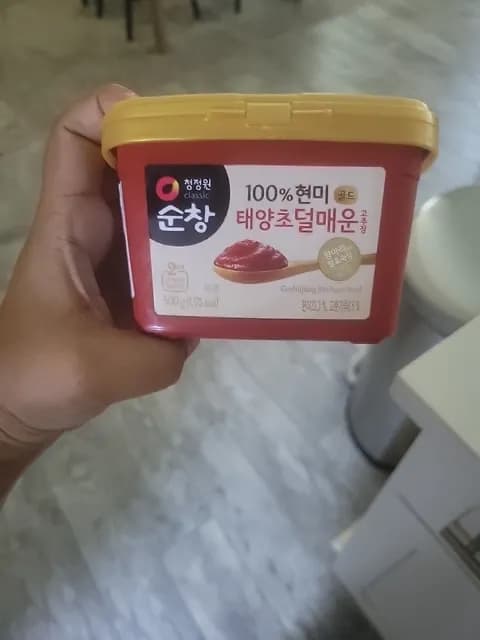 청정원
classic
순창
100% 현미 골드
태양초덜매운 고추장
500 g
Gochujang